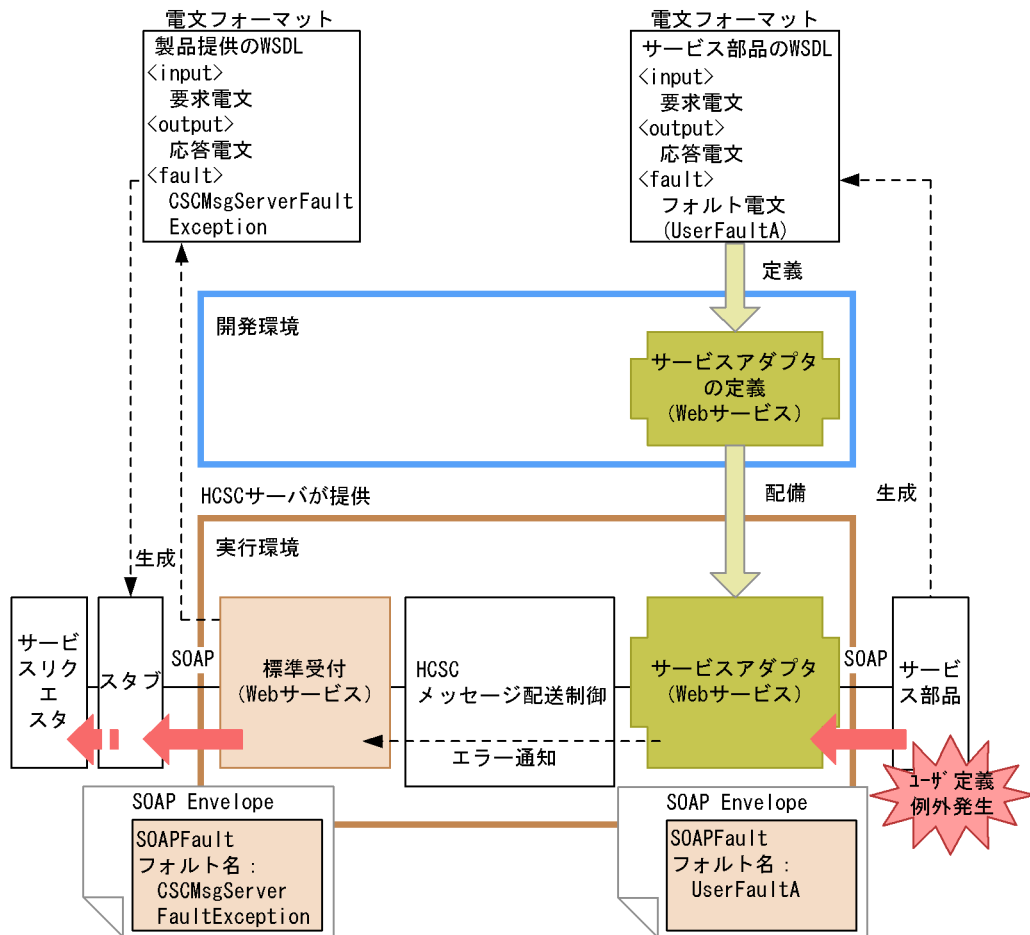 電文フォーマット
製品提供のWSDL
<input>
要求電文
<output>
応答電文
<fault>
CSCMsgServerFault
Exception
電文フォーマット
サービス部品のWSDL
<input>
要求電文
<output>
応答電文
<fault>
フォルト電文
(UserFaultA)
定義
開発環境
サービスアダプタ
の定義
(Webサービス)
HCSCサーバが提供
配備
生成
生成
実行環境
サービ
スリク
エ
スタ
スタブ
SOAP
標準受付
(Webサービス)
HCSC
メッセージ配送制御
サービスアダプタ
(Webサービス)
SOAP
サービ
ス部品
エラー通知
ﾕｰｻﾞ定義
例外発生
SOAP Envelope
SOAPFault
フォルト名：
CSCMsgServer
FaultException
SOAP Envelope
SOAPFault
フォルト名：
UserFaultA